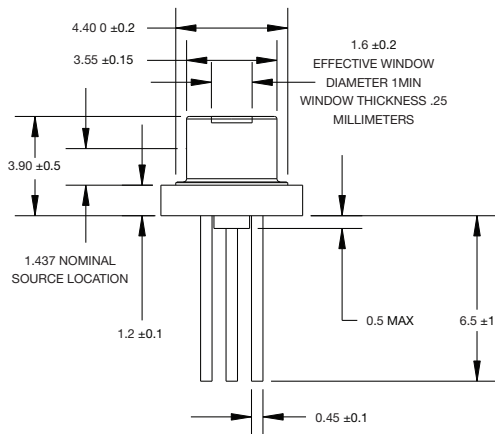 4.40 0 ±0.2
3.55 ±0.15
1.6 ±0.2
EFFECTIVE WINDOW
DIAMETER 1MIN
WINDOW THICKNESS .25
MILLIMETERS
3.90 ±0.5
1.437 NOMINAL
SOURCE LOCATION
1.2 ±0.1
0.5 MAX
6.5 ±1
0.45 ±0.1